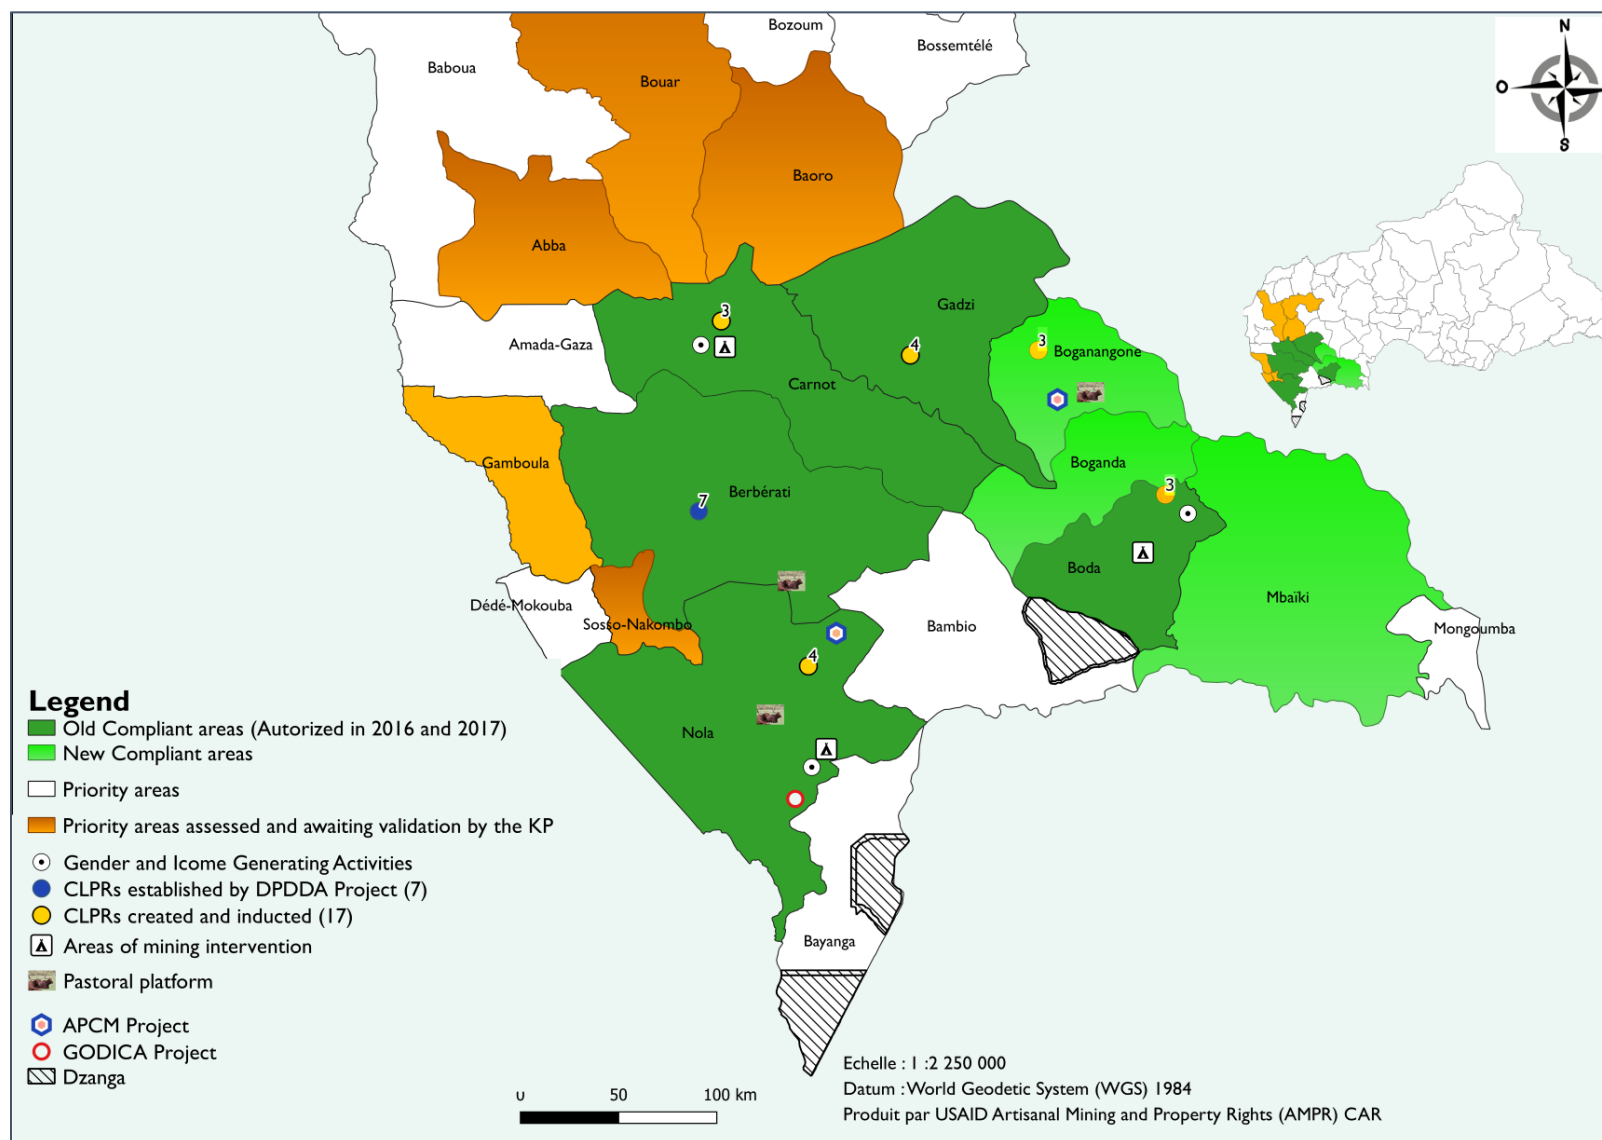 Bozoum
Bossemtélé
N
Baboua
Bouar
O
S
Baoro
Abba
Gadzi
3
Amada-Gaza
4
3
Boganangone
Carnot
Gamboula
Boganda
Berbérati
7
3
Boda
Dédé-Mokouba
Mbaïki
Sosso-Nakombo
Bambio
Mongoumba
4
Nola
Bayanga
Legend
Old Compliant areas (Autorized in 2016 and 2017)
New Compliant areas
Priority areas
Priority areas assessed and awaiting validation by the KP
Gender and Icome Generating Activities
CLPRs established by DPDDA Project (7)
CLPRs created and inducted (17)
Areas of mining intervention
Pastoral platform
APCM Project
GODICA Project
Dzanga
0 50 100 km
Echelle : 1 :2 250 000
Datum : World Geodetic System (WGS) 1984
Produit par USAID Artisanal Mining and Property Rights (AMPR) CAR